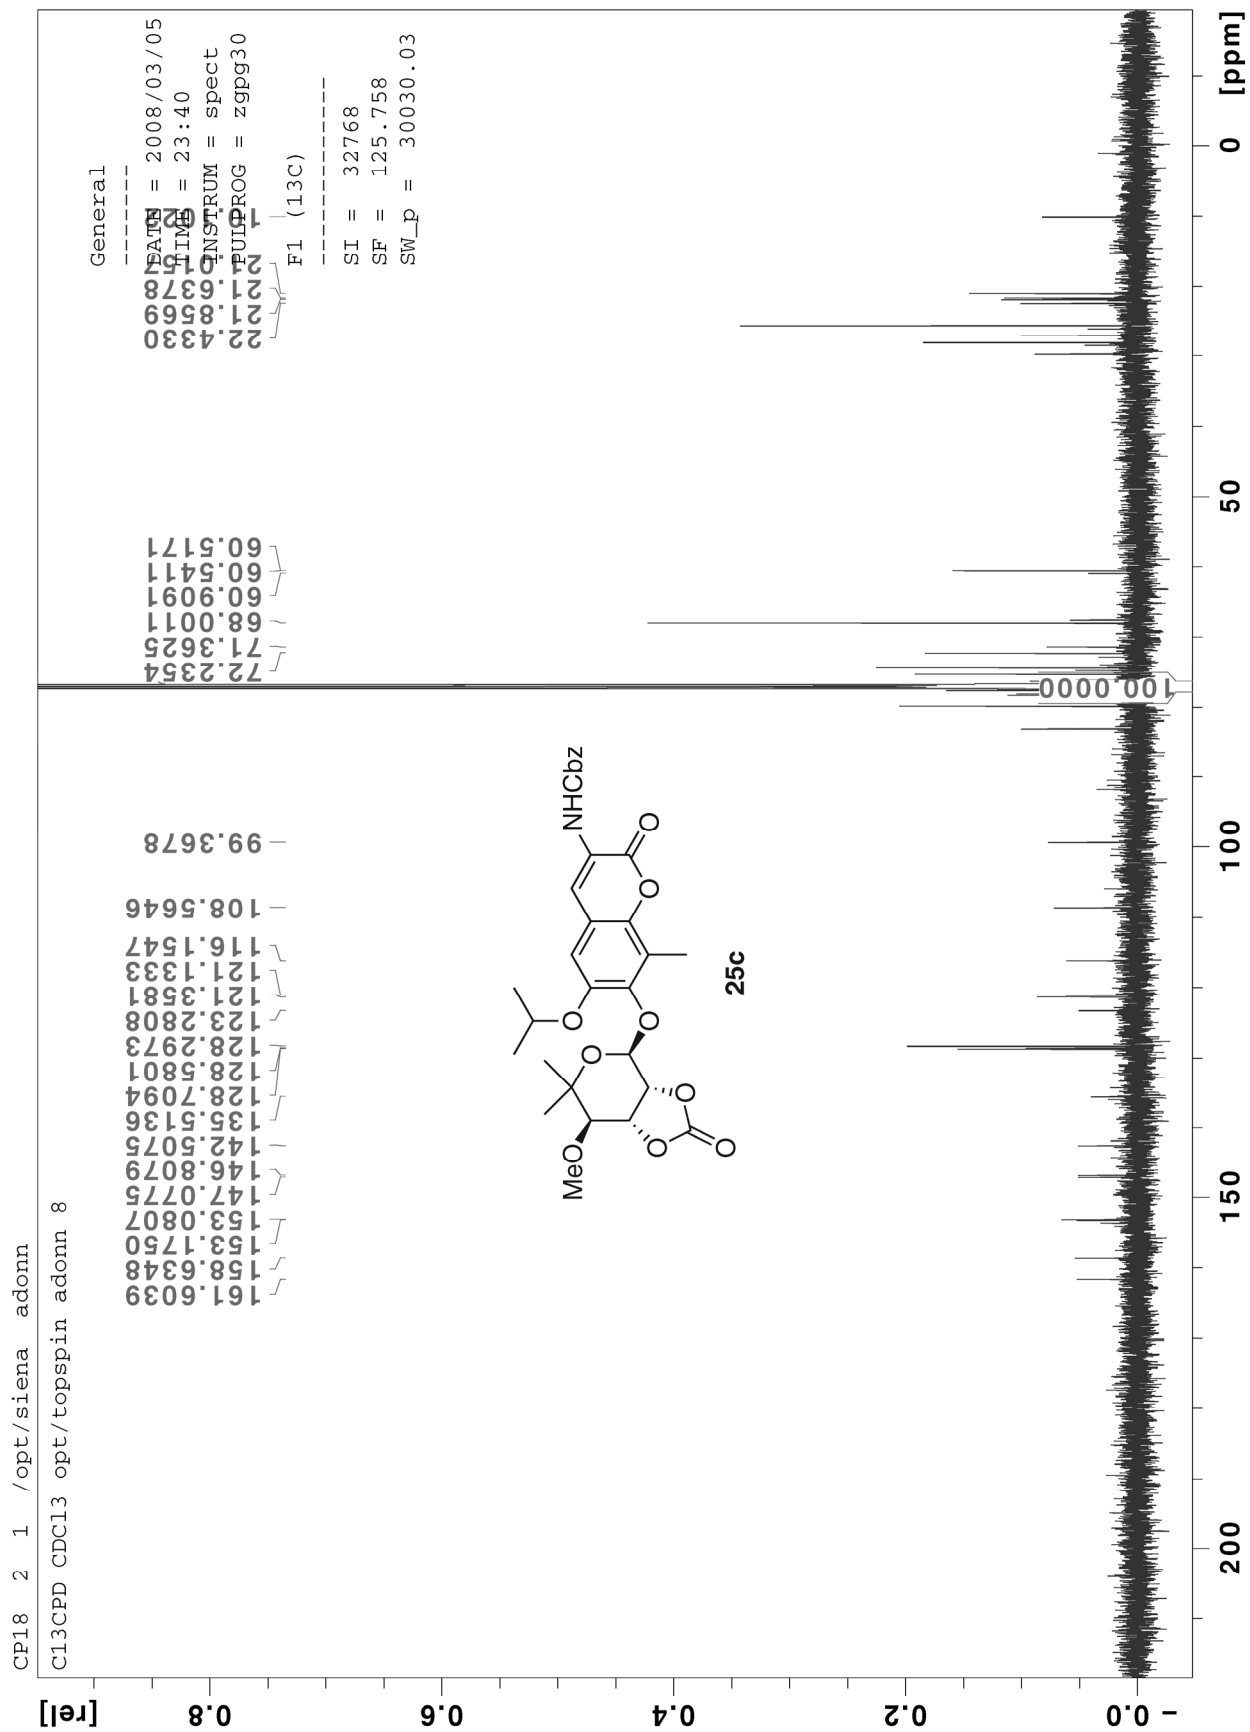 CP18 2 1 /opt/siena adonn
C13CPD CDCl3 opt/topspin adonn 8
General
DATE = 2008/03/05
TIME = 23:40
INSTRUM = spect
PULPROG = zgpg30
F1 (13C)
SI = 32768
SF = 125.758
SW_p = 30030.03
161.6039
158.6348
153.1750
153.0807
147.0775
146.8079
142.5075
135.5136
128.7094
128.5801
128.2973
123.2808
121.3581
121.1333
116.1547
108.5646
99.3678
72.2354
71.3625
68.0011
60.9091
60.5411
60.5171
22.4330
21.8569
21.6378
21.0157
100.0000
NHCbz
O
O
O
O
O
O
O
O
MeO
25c
[rel]
0.8
0.6
0.4
0.2
- 0.0
200
150
100
50
0
[ppm]